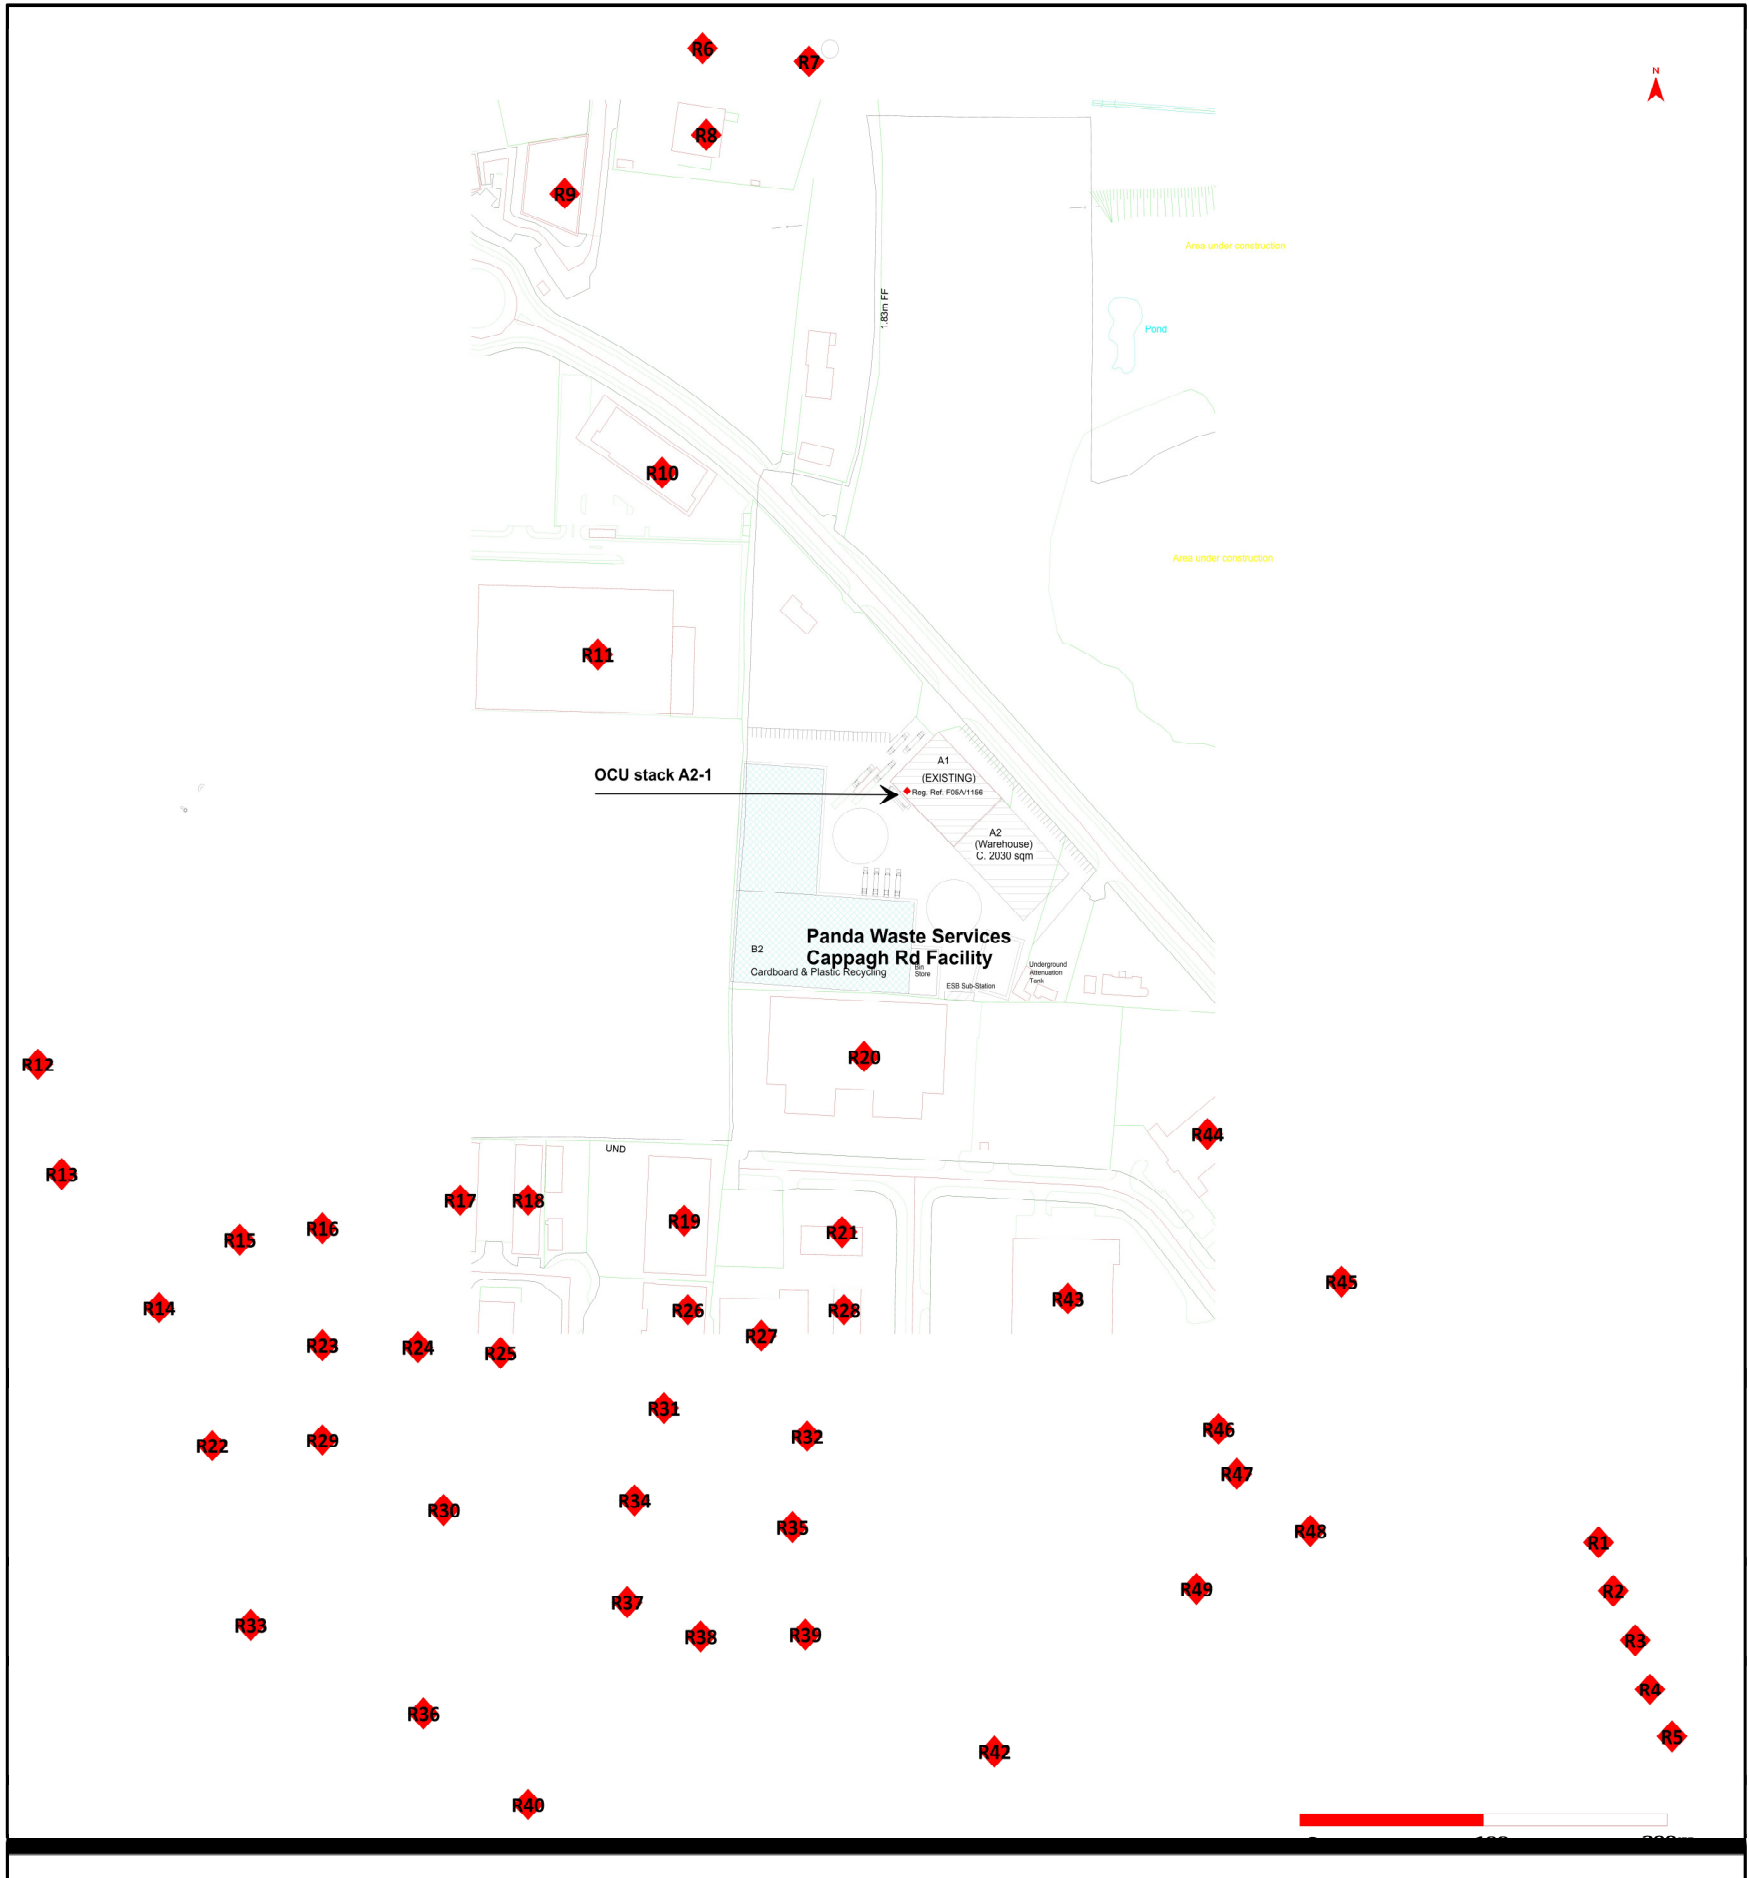 R6
R7
N
R8
R9
Area under construction
1.83m FF
Pond
R10
Area under construction
R11
A1
(EXISTING)
OCU stack A2-1
Reg. Ref. F05A/1156
A2
(Warehouse)
C. 2030 sqm
Panda Waste Services
Cappagh Rd Facility
B2
Cardboard & Plastic Recycling
Bin
Store
Underground
Attenuation
Tank
ESB Sub-Station
R12
R20
R44
UND
R13
R17
R18
R19
R21
R15
R16
R45
R14
R26
R28
R43
R27
R23
R24
R25
R31
R46
R32
R22
R29
R47
R34
R30
R35
R48
R1
R49
R2
R37
R33
R38
R39
R3
R4
R36
R5
R42
R40